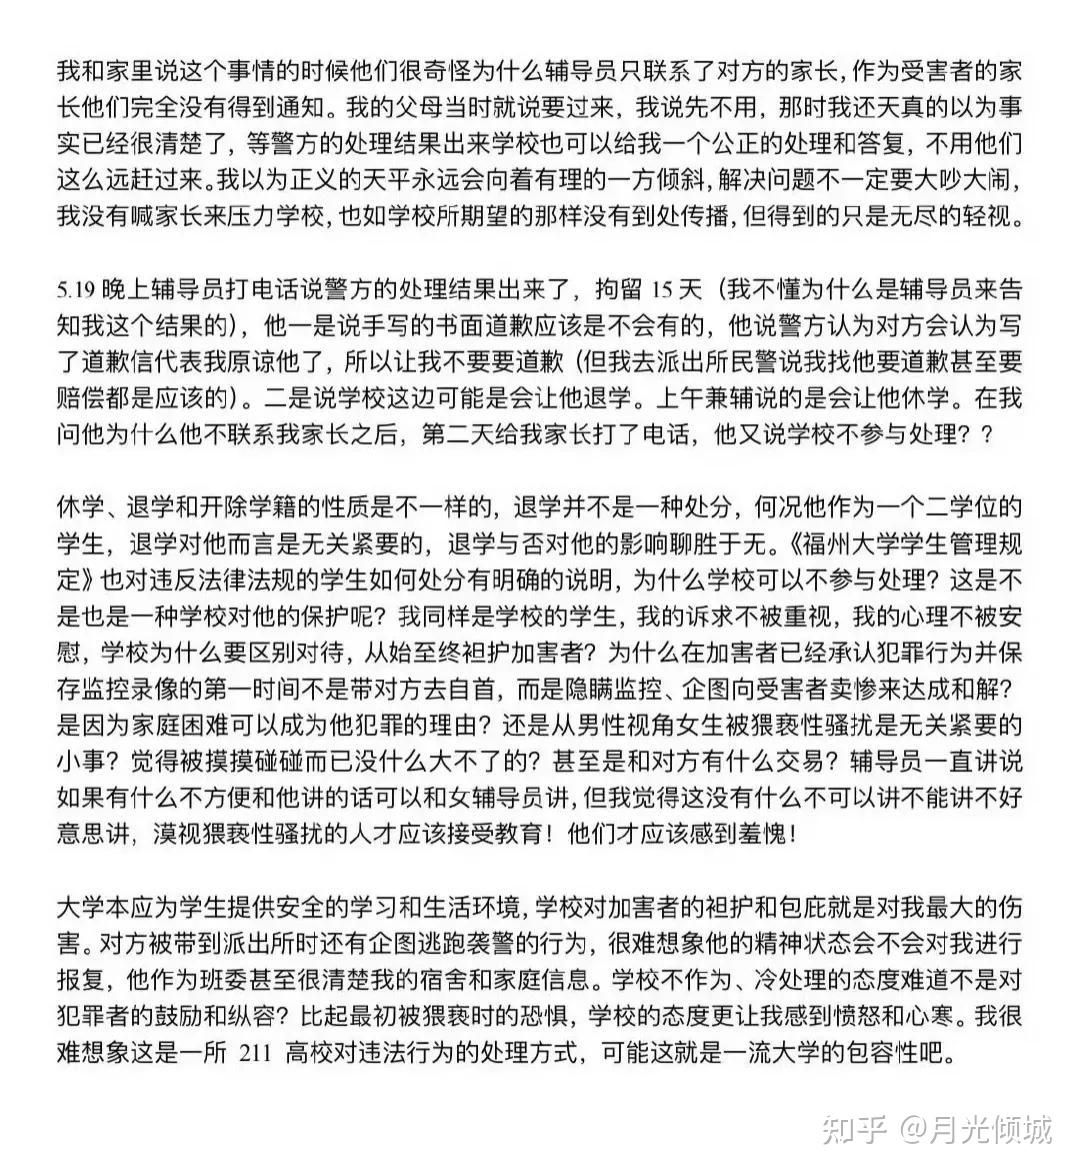 我和家里说这个事情的时候他们很奇怪为什么辅导员只联系了对方的家长，作为受害者的家
长他们完全没有得到通知。我的父母当时就说要过来，我说先不用，那时我还天真的以为事
实已经很清楚了，等警方的处理结果出来学校也可以给我一个公正的处理和答复，不用他们
这么远赶过来。我以为正义的天平永远会向着有理的一方倾斜，解决问题不一定要大吵大闹，
我没有喊家长来压力学校，也如学校所期望的那样没有到处传播，但得到的只是无尽的轻视。
5.19 晚上辅导员打电话说警方的处理结果出来了，拘留 15 天（我不懂为什么是辅导员来告
知我这个结果的），他一是说手写的书面道歉应该是不会有的，他说警方认为对方会认为写
了道歉信代表我原谅他了，所以让我不要要道歉（但我去派出所民警说我找他要道歉甚至要
赔偿都是应该的）。二是说学校这边可能是会让他退学。上午兼辅说的是会让他休学。在我
问他为什么他不联系我家长之后，第二天给我家长打了电话，他又说学校不参与处理？？
休学、退学和开除学籍的性质是不一样的，退学并不是一种处分，何况他作为一个二学位的
学生，退学对他而言是无关紧要的，退学与否对他的影响聊胜于无。《福州大学学生管理规
定》也对违反法律法规的学生如何处分有明确的说明，为什么学校可以不参与处理？这是不
是也是一种学校对他的保护呢？我同样是学校的学生，我的诉求不被重视，我的心理不被安
慰，学校为什么要区别对待，从始至终袒护加害者？为什么在加害者已经承认犯罪行为并保
存监控录像的第一时间不是带对方去自首，而是隐瞒监控、企图向受害者卖惨来达成和解？
是因为家庭困难可以成为他犯罪的理由？还是从男性视角女生被猥亵性骚扰是无关紧要的
小事？觉得被摸摸碰碰而已没什么大不了的？甚至是和对方有什么交易？辅导员一直讲说
如果有什么不方便和他讲的话可以和女辅导员讲，但我觉得这没有什么不可以讲不能讲不好
意思讲，漠视猥亵性骚扰的人才应该接受教育！他们才应该感到羞愧！
大学本应为学生提供安全的学习和生活环境，学校对加害者的袒护和包庇就是对我最大的伤
害。对方被带到派出所时还有企图逃跑袭警的行为，很难想象他的精神状态会不会对我进行
报复，他作为班委甚至很清楚我的宿舍和家庭信息。学校不作为、冷处理的态度难道不是对
犯罪者的鼓励和纵容？比起最初被猥亵时的恐惧，学校的态度更让我感到愤怒和心寒。我很
难想象这是一所 211 高校对违法行为的处理方式，可能这就是一流大学的包容性吧。
知乎 @月光倾城